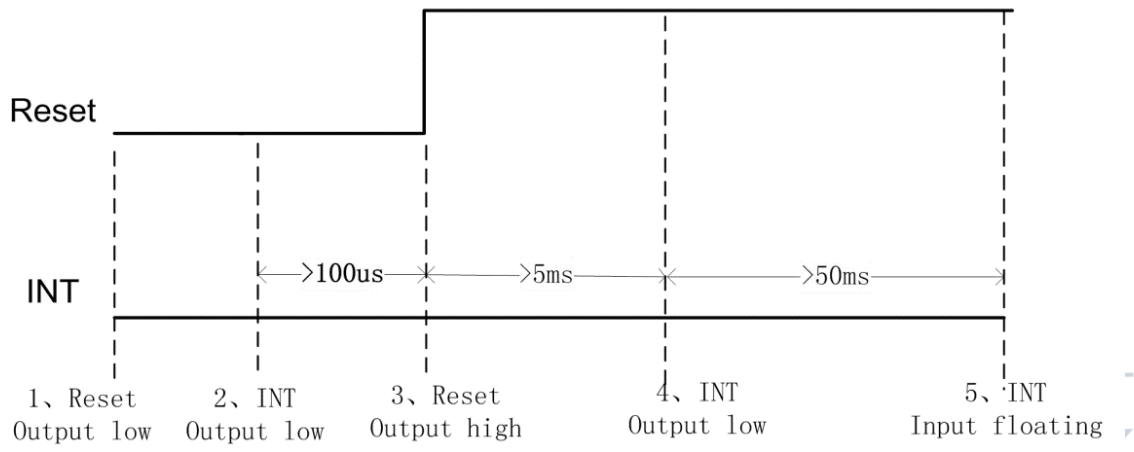 Reset
>100us
>5ms
>50ms
INT
1、Reset
Output low
2、INT
Output low
3、Reset
Output high
4、INT
Output low
5、INT
Input floating